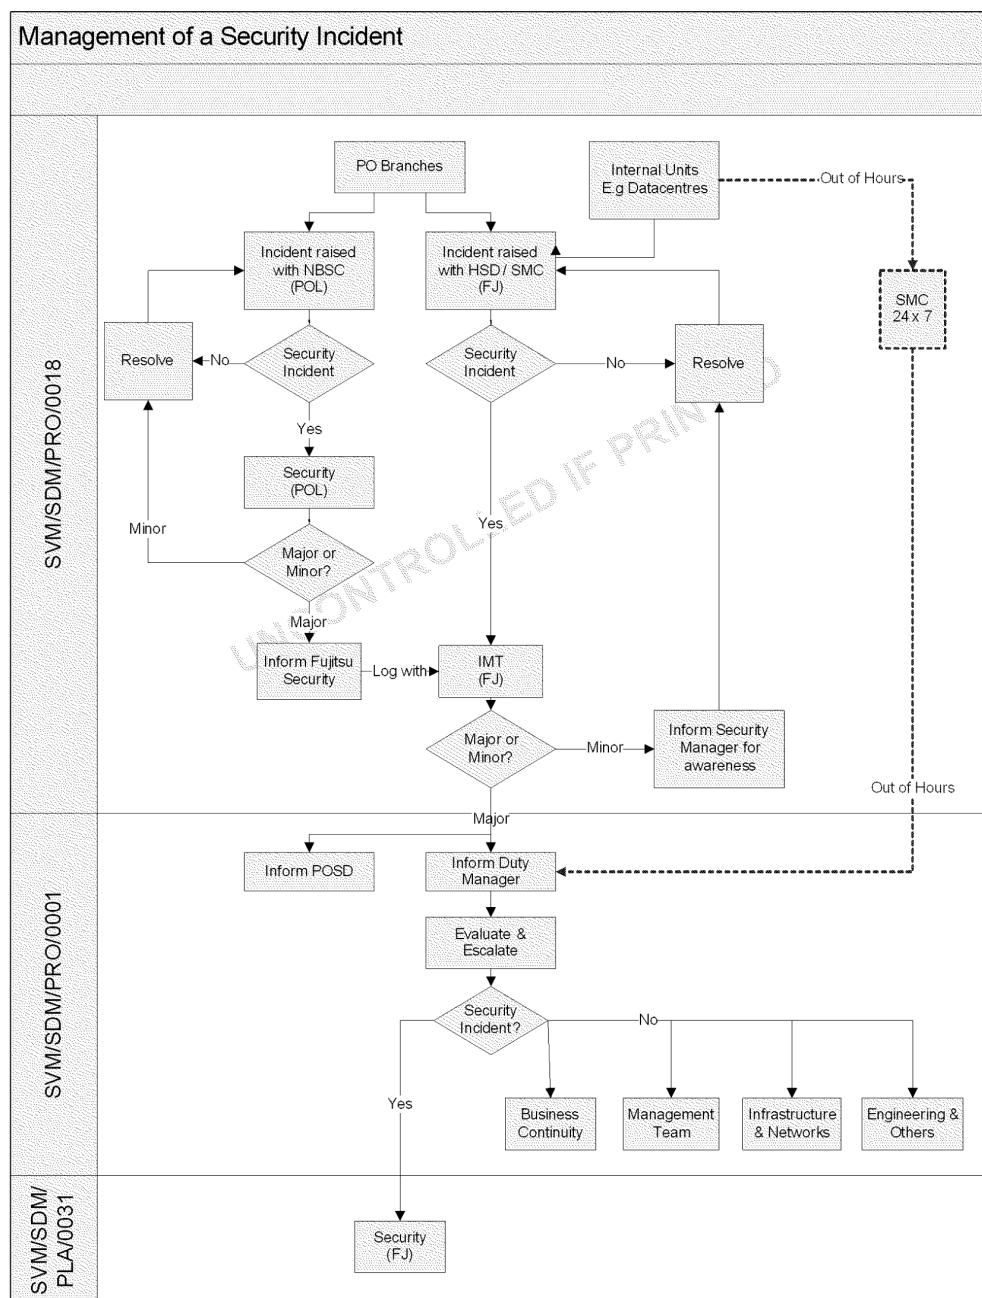 Management of a Security Incident
SVM/SDM/PRO/0018
PO Branches
Internal Units
E.g Datacentres
Out of Hours
Incident raised
with NBSC
(POL)
Incident raised
with HSD / SMC
(FJ)
SMC
24 x 7
Resolve
No
Security
Incident
Security
Incident
No
Resolve
Yes
Security
(POL)
Yes
Minor
Major or
Minor?
Major
Inform Fujitsu
Security
Log with
IMT
(FJ)
Major or
Minor?
Minor
Inform Security
Manager for
awareness
UNCONTROLLED IF PRINTED
Out of Hours
Major
SVM/SDM/PRO/0001
Inform POSD
Inform Duty
Manager
Evaluate &
Escalate
Security
Incident?
No
Yes
Business
Continuity
Management
Team
Infrastructure
& Networks
Engineering &
Others
SVM/SDM/
PLA/0031
Security
(FJ)